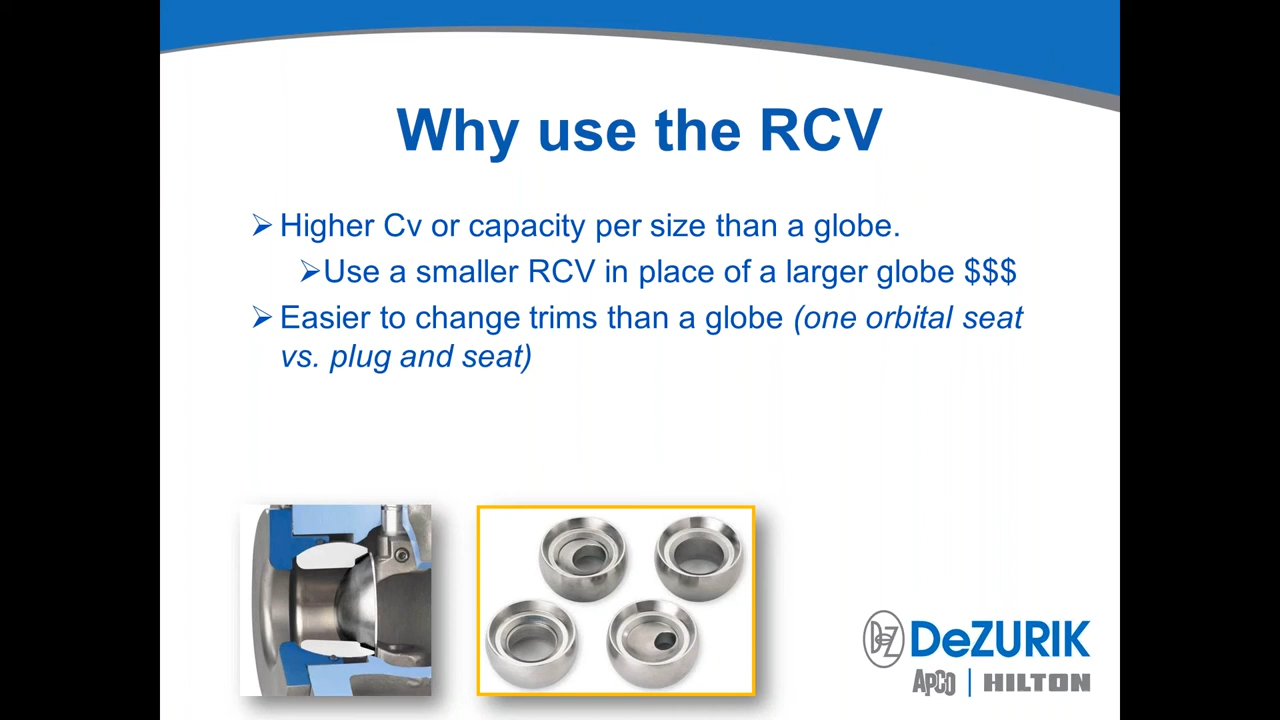 Why use the RCV
➢ Higher Cv or capacity per size than a globe.
➢Use a smaller RCV in place of a larger globe $$$
➢ Easier to change trims than a globe (one orbital seat
vs. plug and seat)
DeZ DeZURIK
APCO | HILTON